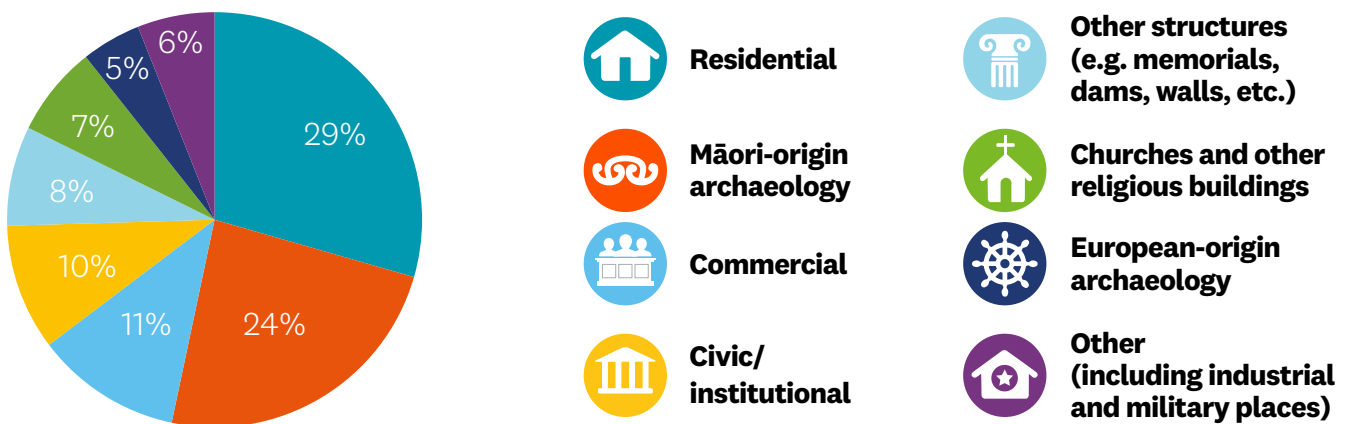 6%
5%
29%
7%
8%
10%
11%
24%
Residential
Māori-origin
archaeology
Commercial
Civic/
institutional
Other structures
(e.g. memorials,
dams, walls, etc.)
Churches and other
religious buildings
European-origin
archaeology
Other
(including industrial
and military places)